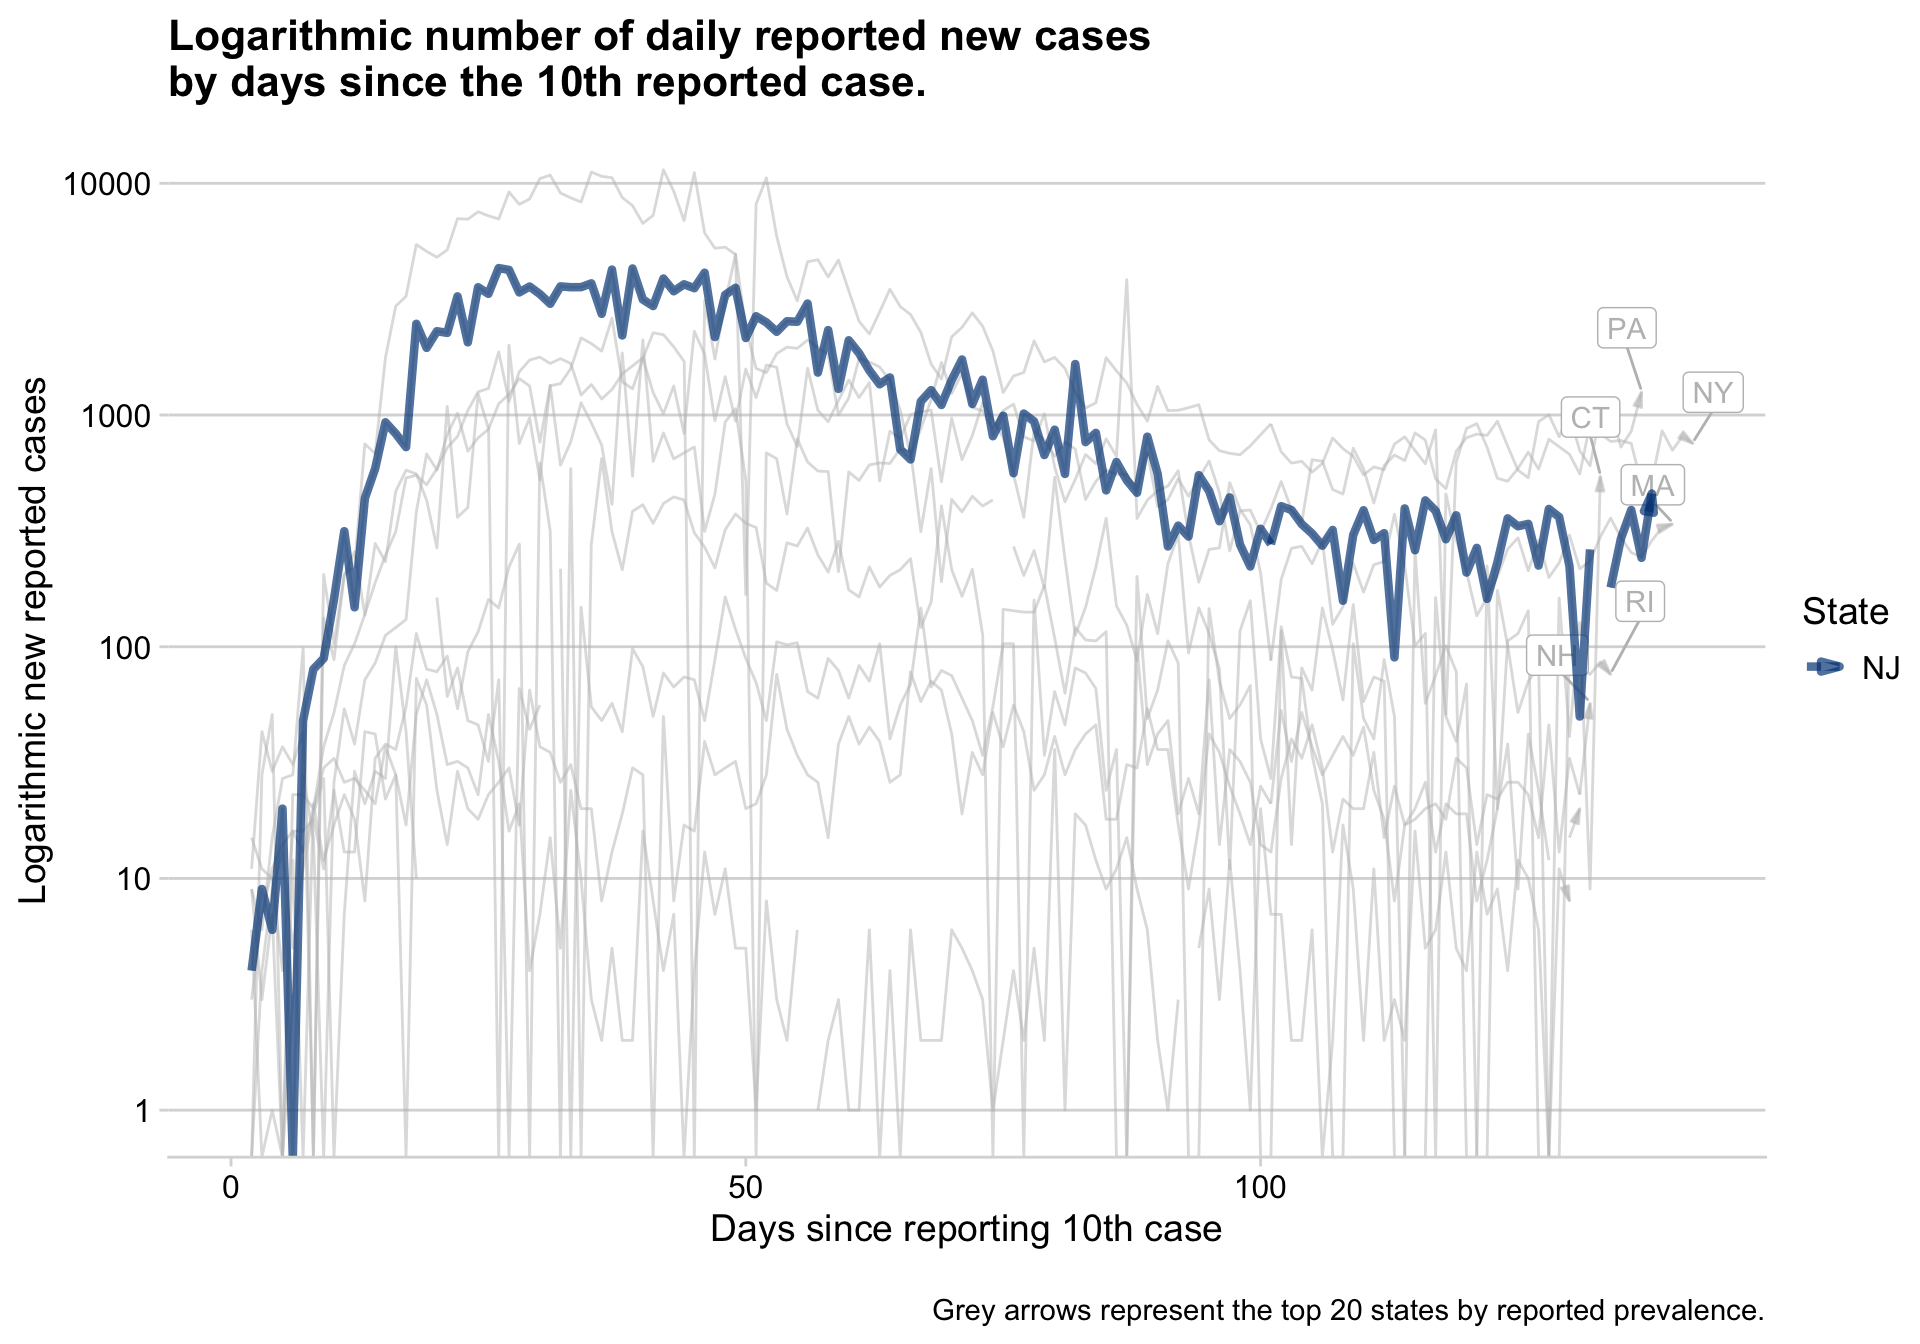 Logarithmic number of daily reported new cases
by days since the 10th reported case.
Logarithmic new reported cases
10000
1000
100
10
1
PA
NY
CT
MA
RI
NH
State
NJ
0
50
100
Days since reporting 10th case
Grey arrows represent the top 20 states by reported prevalence.